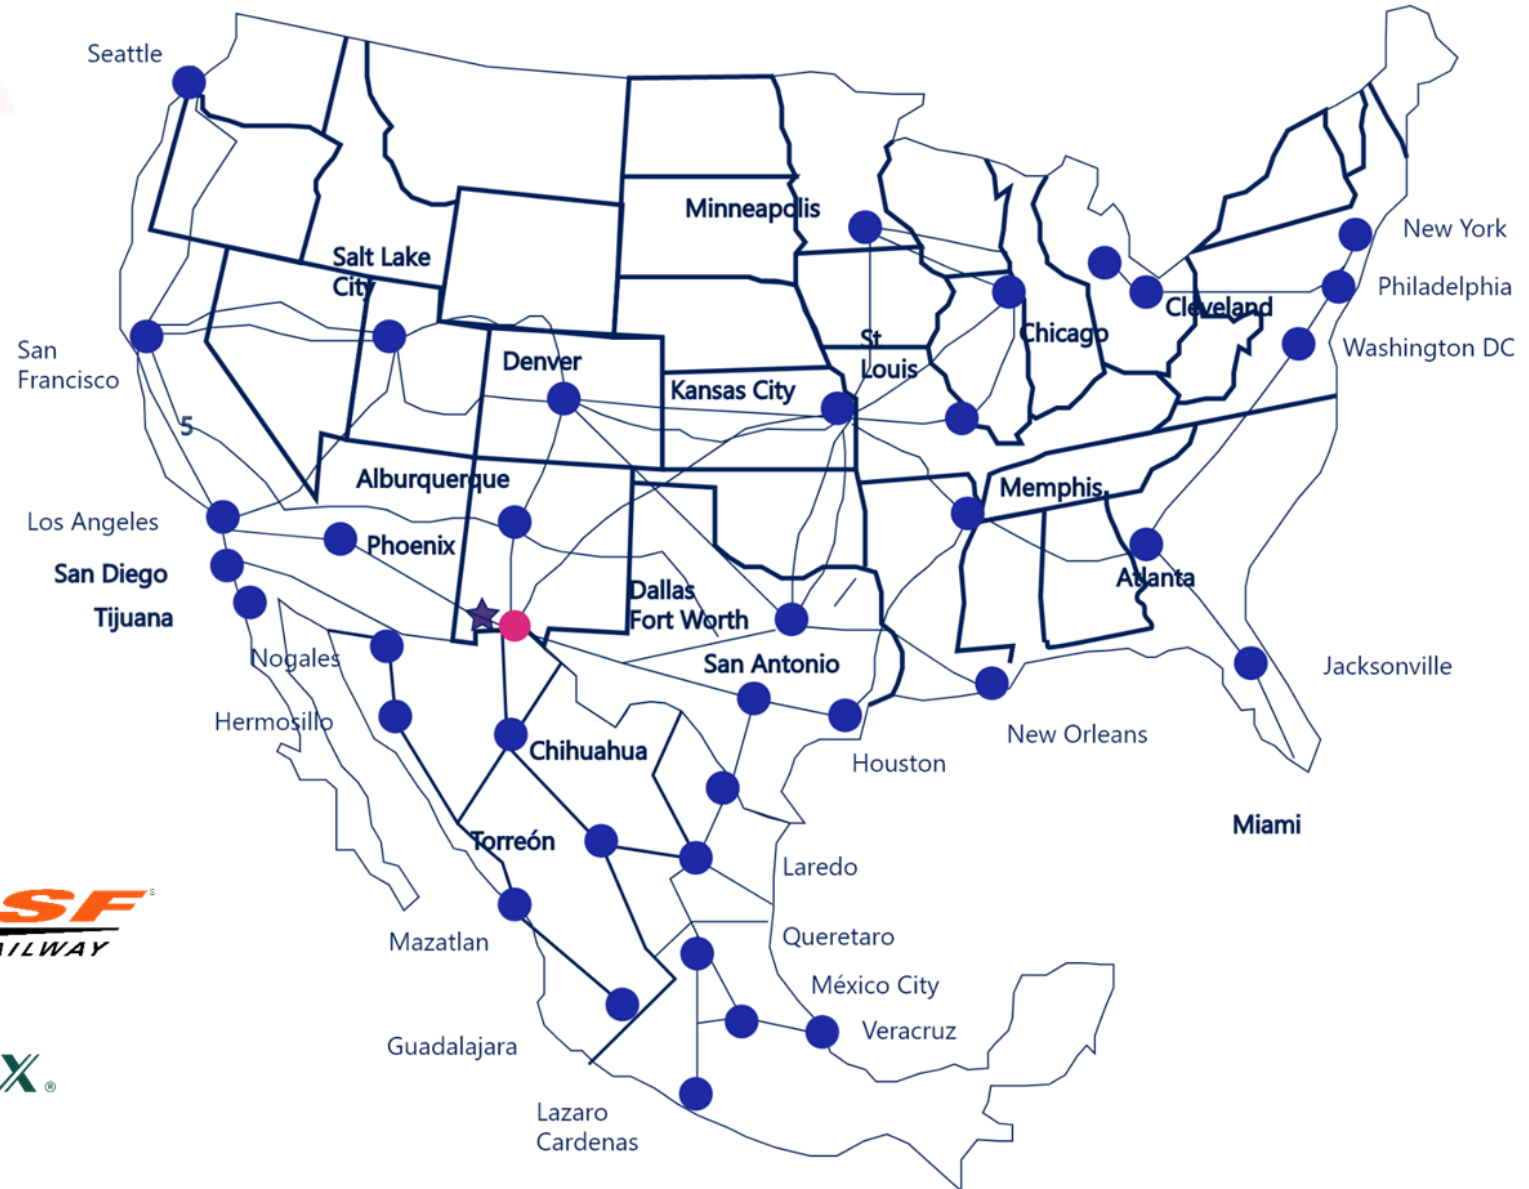 Seattle
Minneapolis
New York
Salt Lake
City
Philadelphia
Cleveland
San
Francisco
St
Louis
Chicago
Washington DC
Denver
Kansas City
5
Alburquerque
Memphis
Los Angeles
Phoenix
San Diego
Tijuana
Dallas
Fort Worth
Atlanta
Nogales
San Antonio
Jacksonville
Hermosillo
Chihuahua
New Orleans
Houston
Miami
Torreón
Laredo
SF
AILWAY
Mazatlan
Queretaro
México City
Guadalajara
Veracruz
X®
Lazaro
Cardenas